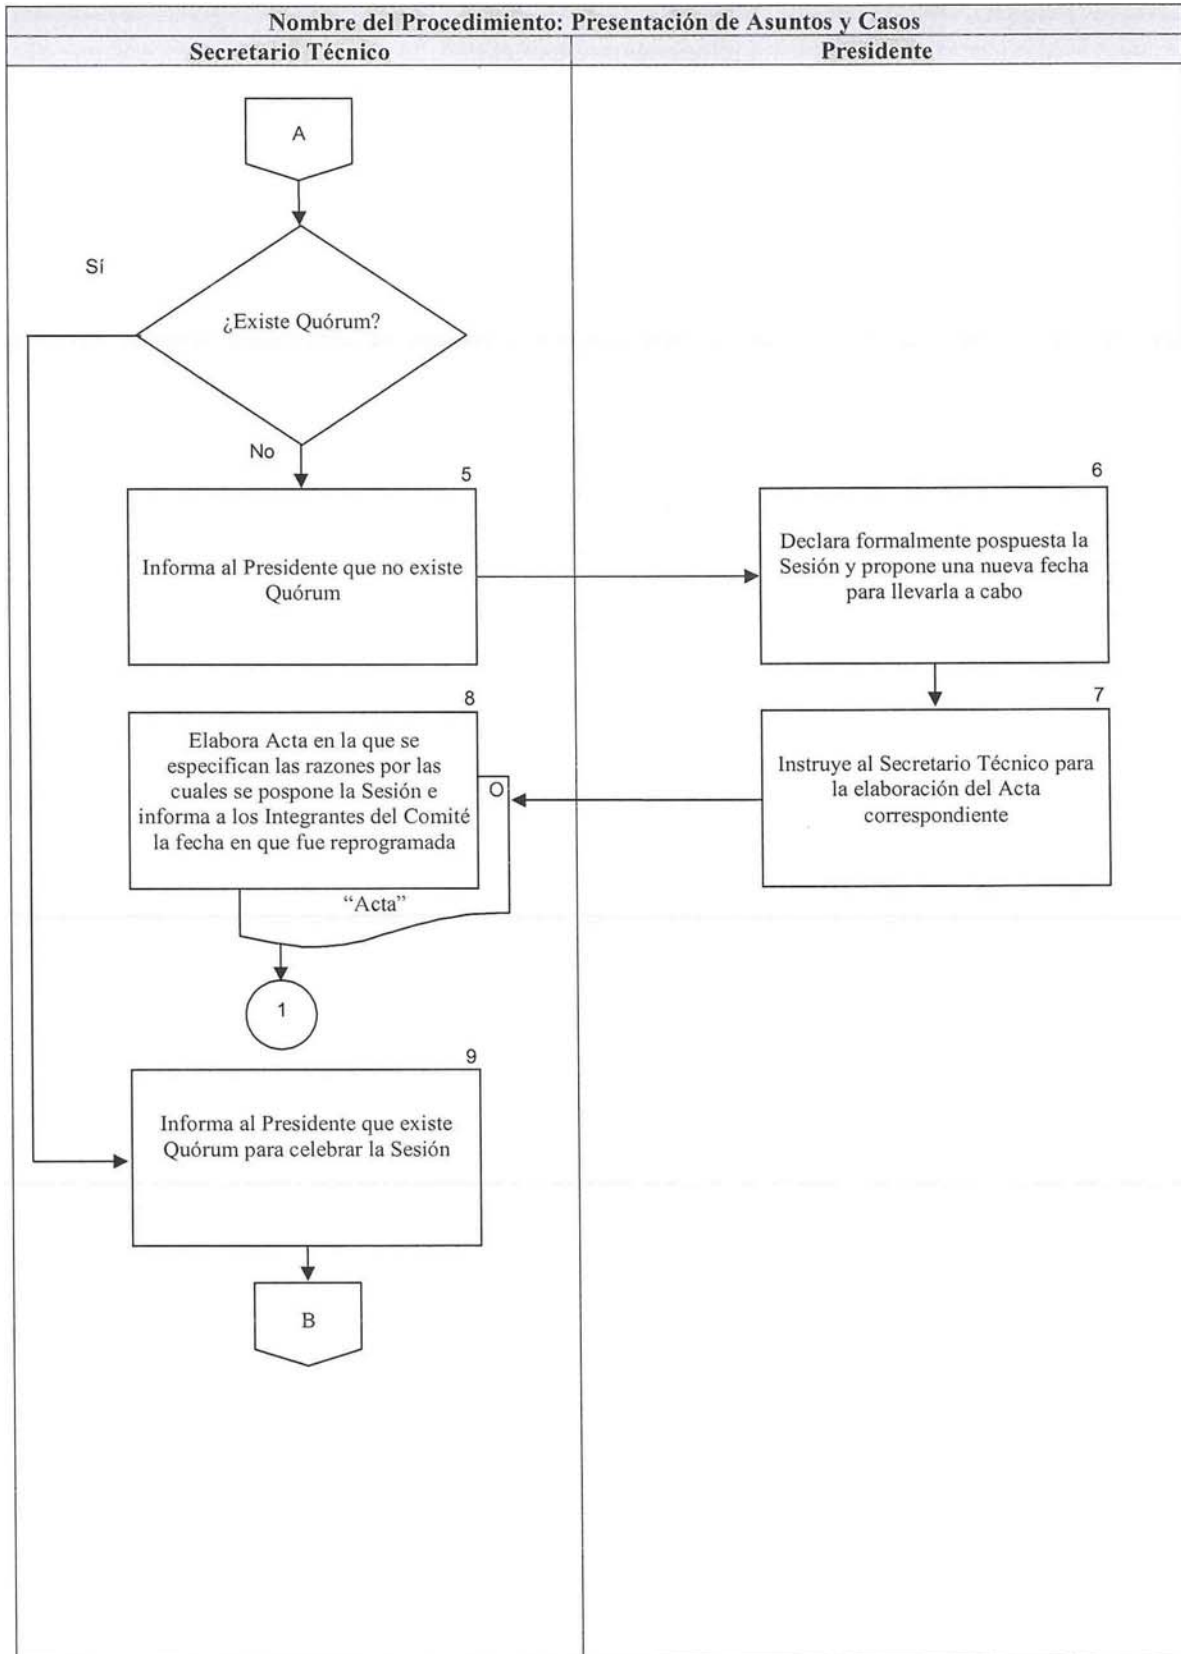 Nombre del Procedimiento: Presentación de Asuntos y Casos
Secretario Técnico
Presidente
A
Sí
¿Existe Quórum?
No
5
Informa al Presidente que no existe
Quórum
6
Declara formalmente pospuesta la
Sesión y propone una nueva fecha
para llevarla a cabo
7
Instruye al Secretario Técnico para
la elaboración del Acta
correspondiente
8
Elabora Acta en la que se
especifican las razones por las
cuales se pospone la Sesión e
informa a los Integrantes del Comité
la fecha en que fue reprogramada
O
“Acta”
1
9
Informa al Presidente que existe
Quórum para celebrar la Sesión
B